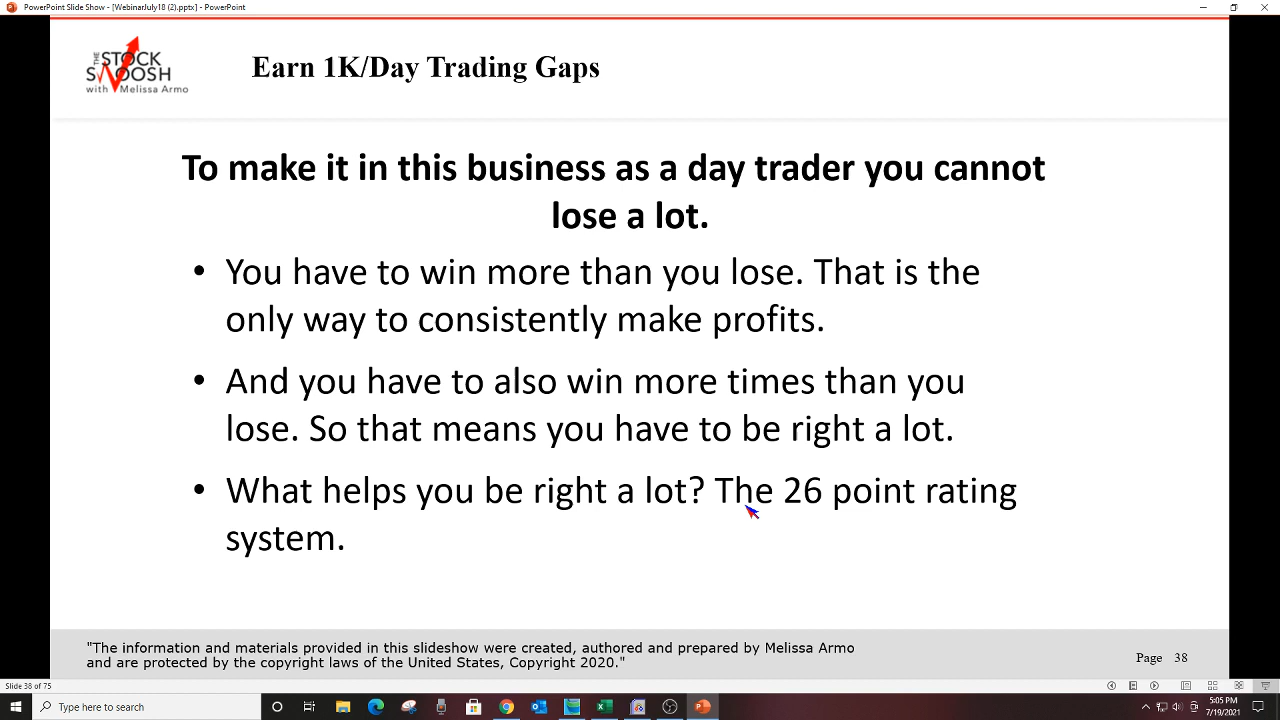 PowerPoint Slide Show - [WebinarJuly18 (2).pptx] - PowerPoint
THE
STOCK
SWOOSH
with Melissa Armo
Earn 1K/Day Trading Gaps
To make it in this business as a day trader you cannot
lose a lot.
• You have to win more than you lose. That is the
only way to consistently make profits.
• And you have to also win more times than you
lose. So that means you have to be right a lot.
• What helps you be right a lot? The 26 point rating
system.
"The information and materials provided in this slideshow were created, authored and prepared by Melissa Armo
and are protected by the copyright laws of the United States, Copyright 2020."
Page 38
Slide 38 of 75
Type here to search
5:05 PM
7/19/2021